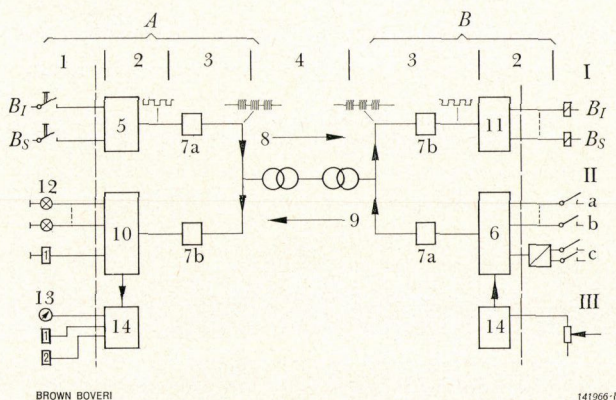 A B
1 2 3 4 3 2
I
B_I 5 7a 8 7b 11 B_I
B_S B_S
12 II
10 7b 9 7a 6 a
b
1 c
13 III
14 14
1
2
BROWN BOVERI 141966·I